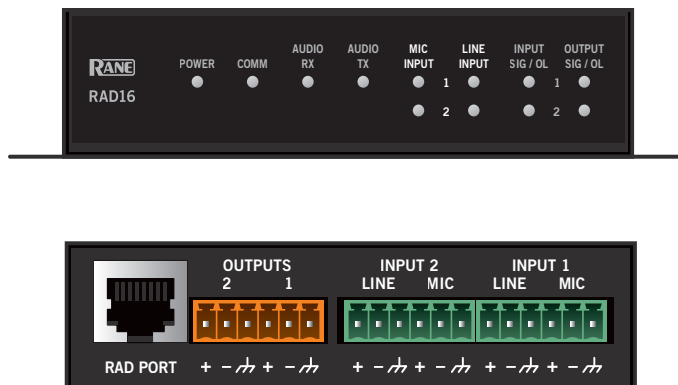 AUDIO AUDIO MIC LINE INPUT OUTPUT
RANE POWER COMM RX TX INPUT INPUT SIG / OL SIG / OL
1 1
RAD16
2 2
OUTPUTS INPUT 2 INPUT 1
2 1 LINE MIC LINE MIC
RAD PORT + - + - + - + - + - + -